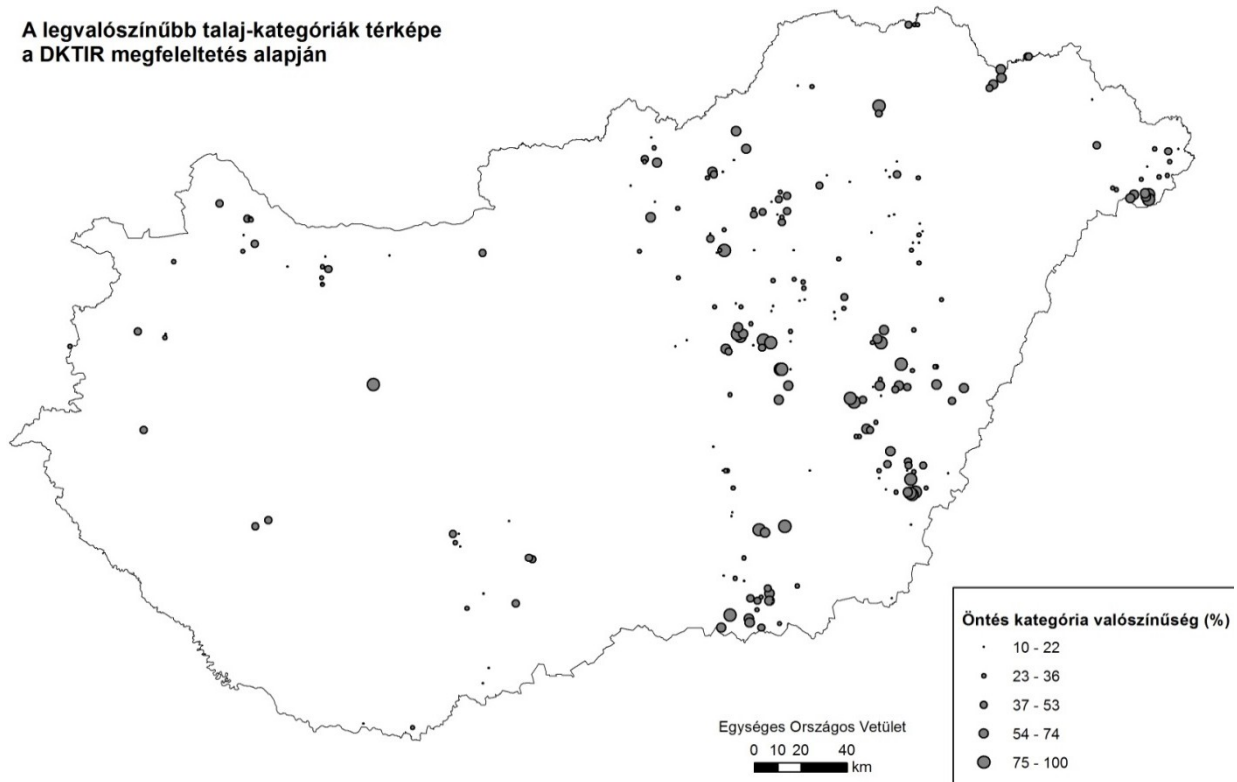 A legvalószínűbb talaj-kategóriák térképe
a DKTIR megfeleltetés alapján
Öntés kategória valószínűség (%)
10 - 22
23 - 36
37 - 53
54 - 74
75 - 100
Egységes Országos Vetület
0 10 20 40
km